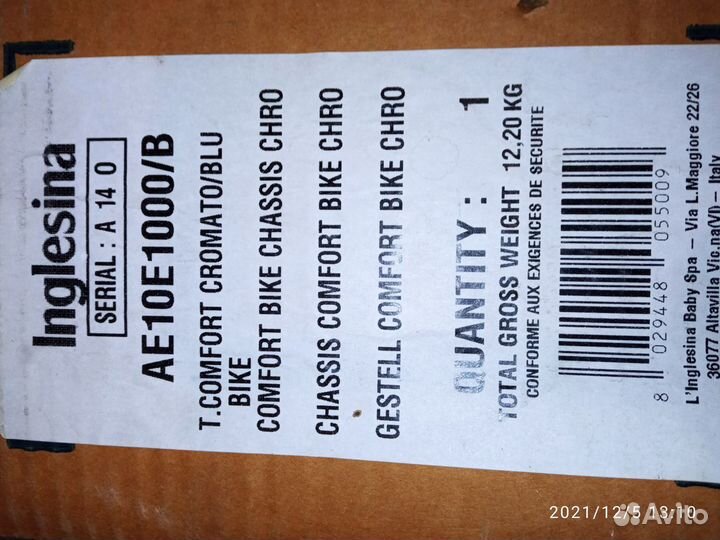 Inglesina
SERIAL : A 14 0
AE10E1000/B
T.COMFORT CROMATO/BLU
BIKE
COMFORT BIKE CHASSIS CHRO
CHASSIS COMFORT BIKE CHRO
GESTELL COMFORT BIKE CHRO
QUANTITY : 1
TOTAL GROSS WEIGHT 12,20 KG
CONFORME AUX EXIGENCES DE SECURITE
8 029448 055009
L'Inglesina Baby Spa – Via L.Maggiore 22/26
36077 Altavilla Vic.na(VI) – Italy
2021/12/5 13:10
Avito